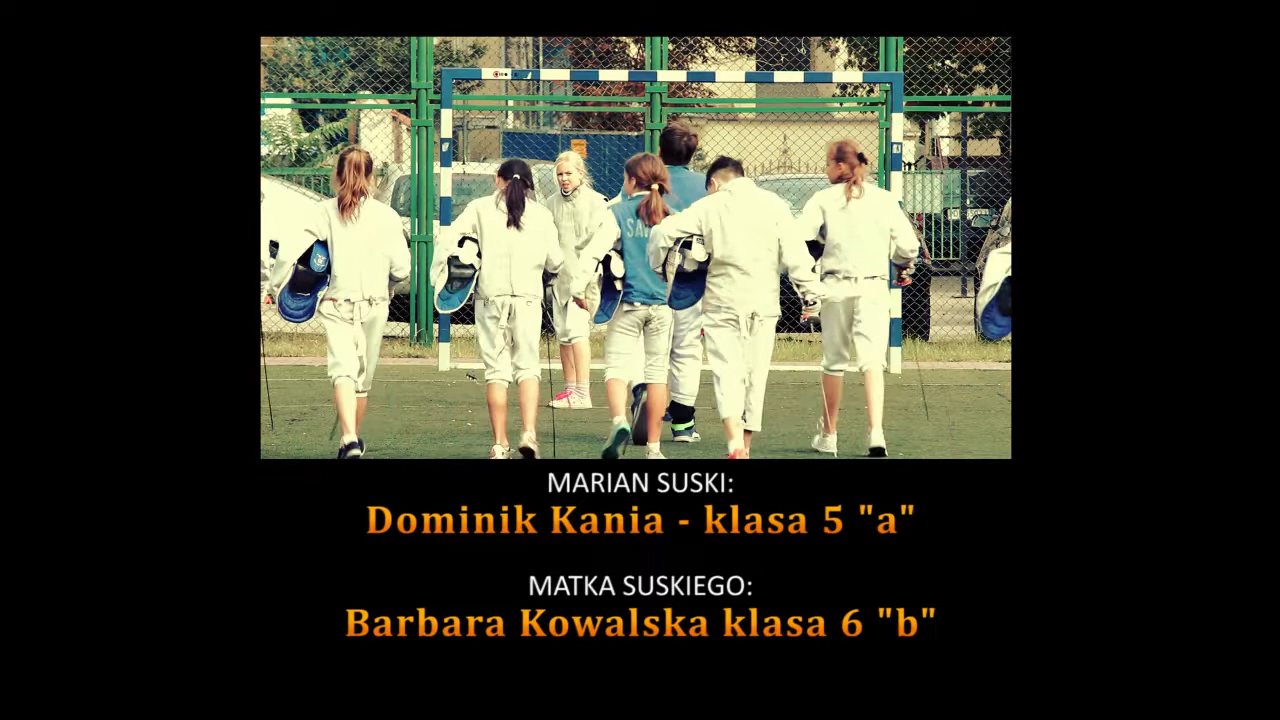 MARIAN SUSKI:
Dominik Kania - klasa 5 "a"
MATKA SUSKIEGO:
Barbara Kowalska klasa 6 "b"